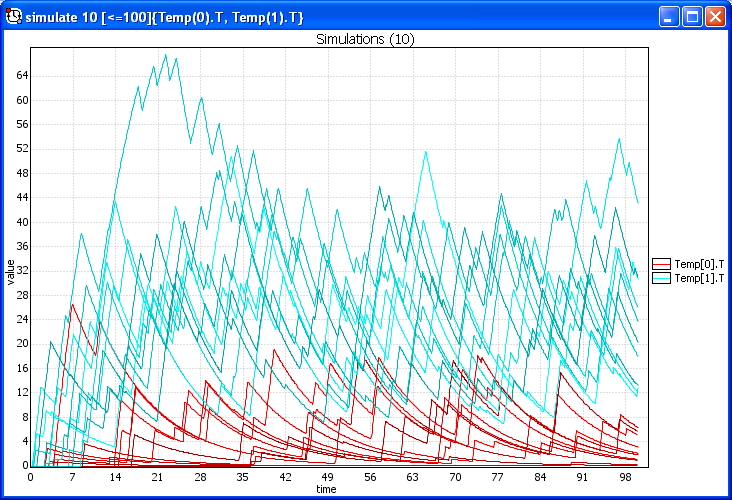 simulate 10 [<=100]{Temp(0).T, Temp(1).T}
Simulations (10)
64
60
56
52
48
44
40
36
32
28
24
20
16
12
8
4
0
value
0 7 14 21 28 35 42 49 56 63 70 77 84 91 98
time
Temp[0].T
Temp[1].T